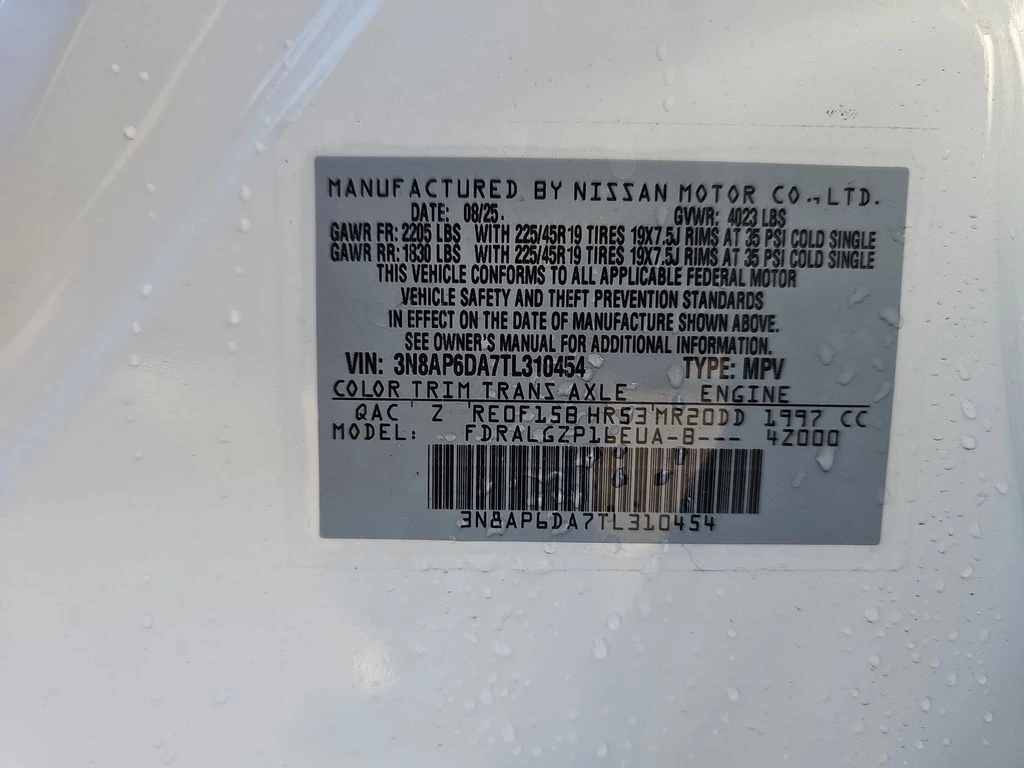 MANUFACTURED BY NISSAN MOTOR CO.,LTD.
DATE: 08/25. GVWR: 4023 LBS
GAWR FR: 2205 LBS WITH 225/45R19 TIRES 19X7.5J RIMS AT 35 PSI COLD SINGLE
GAWR RR: 1830 LBS WITH 225/45R19 TIRES 19X7.5J RIMS AT 35 PSI COLD SINGLE
THIS VEHICLE CONFORMS TO ALL APPLICABLE FEDERAL MOTOR
VEHICLE SAFETY AND THEFT PREVENTION STANDARDS
IN EFFECT ON THE DATE OF MANUFACTURE SHOWN ABOVE.
SEE OWNER'S MANUAL FOR ADDITIONAL INFORMATION.
VIN: 3N8AP6DA7TL310454 TYPE: MPV
COLOR TRIM TRANS AXLE ENGINE
QAC Z RE0F15B HR53 MR20DD 1997 CC
MODEL: FDRALGZP16EUA-B--- 42000
3N8AP6DA7TL310454